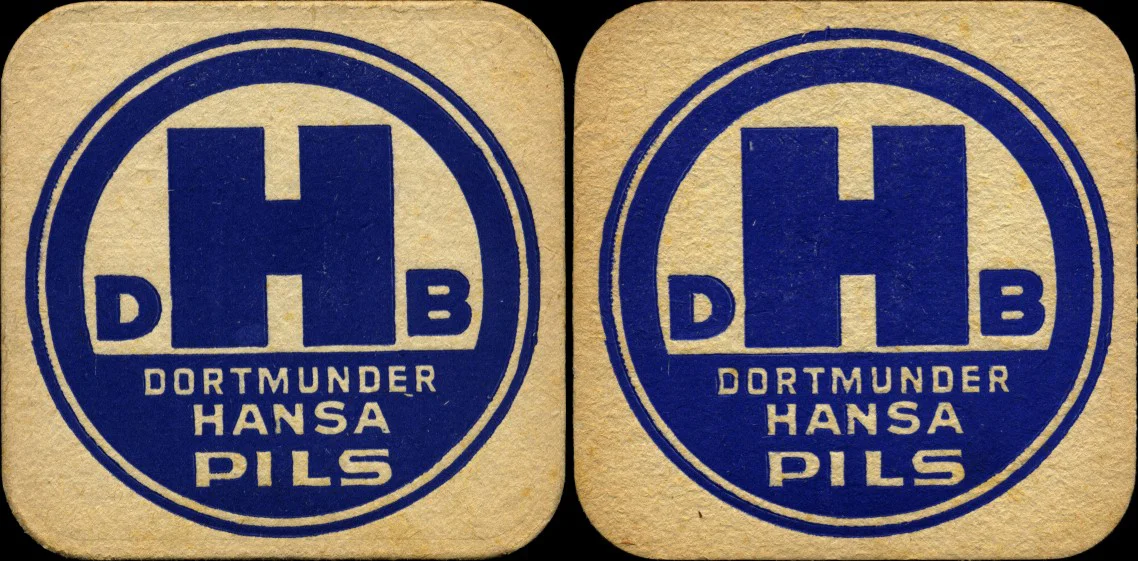 D H B
DORTMUNDER
HANSA
PILS
D H B
DORTMUNDER
HANSA
PILS